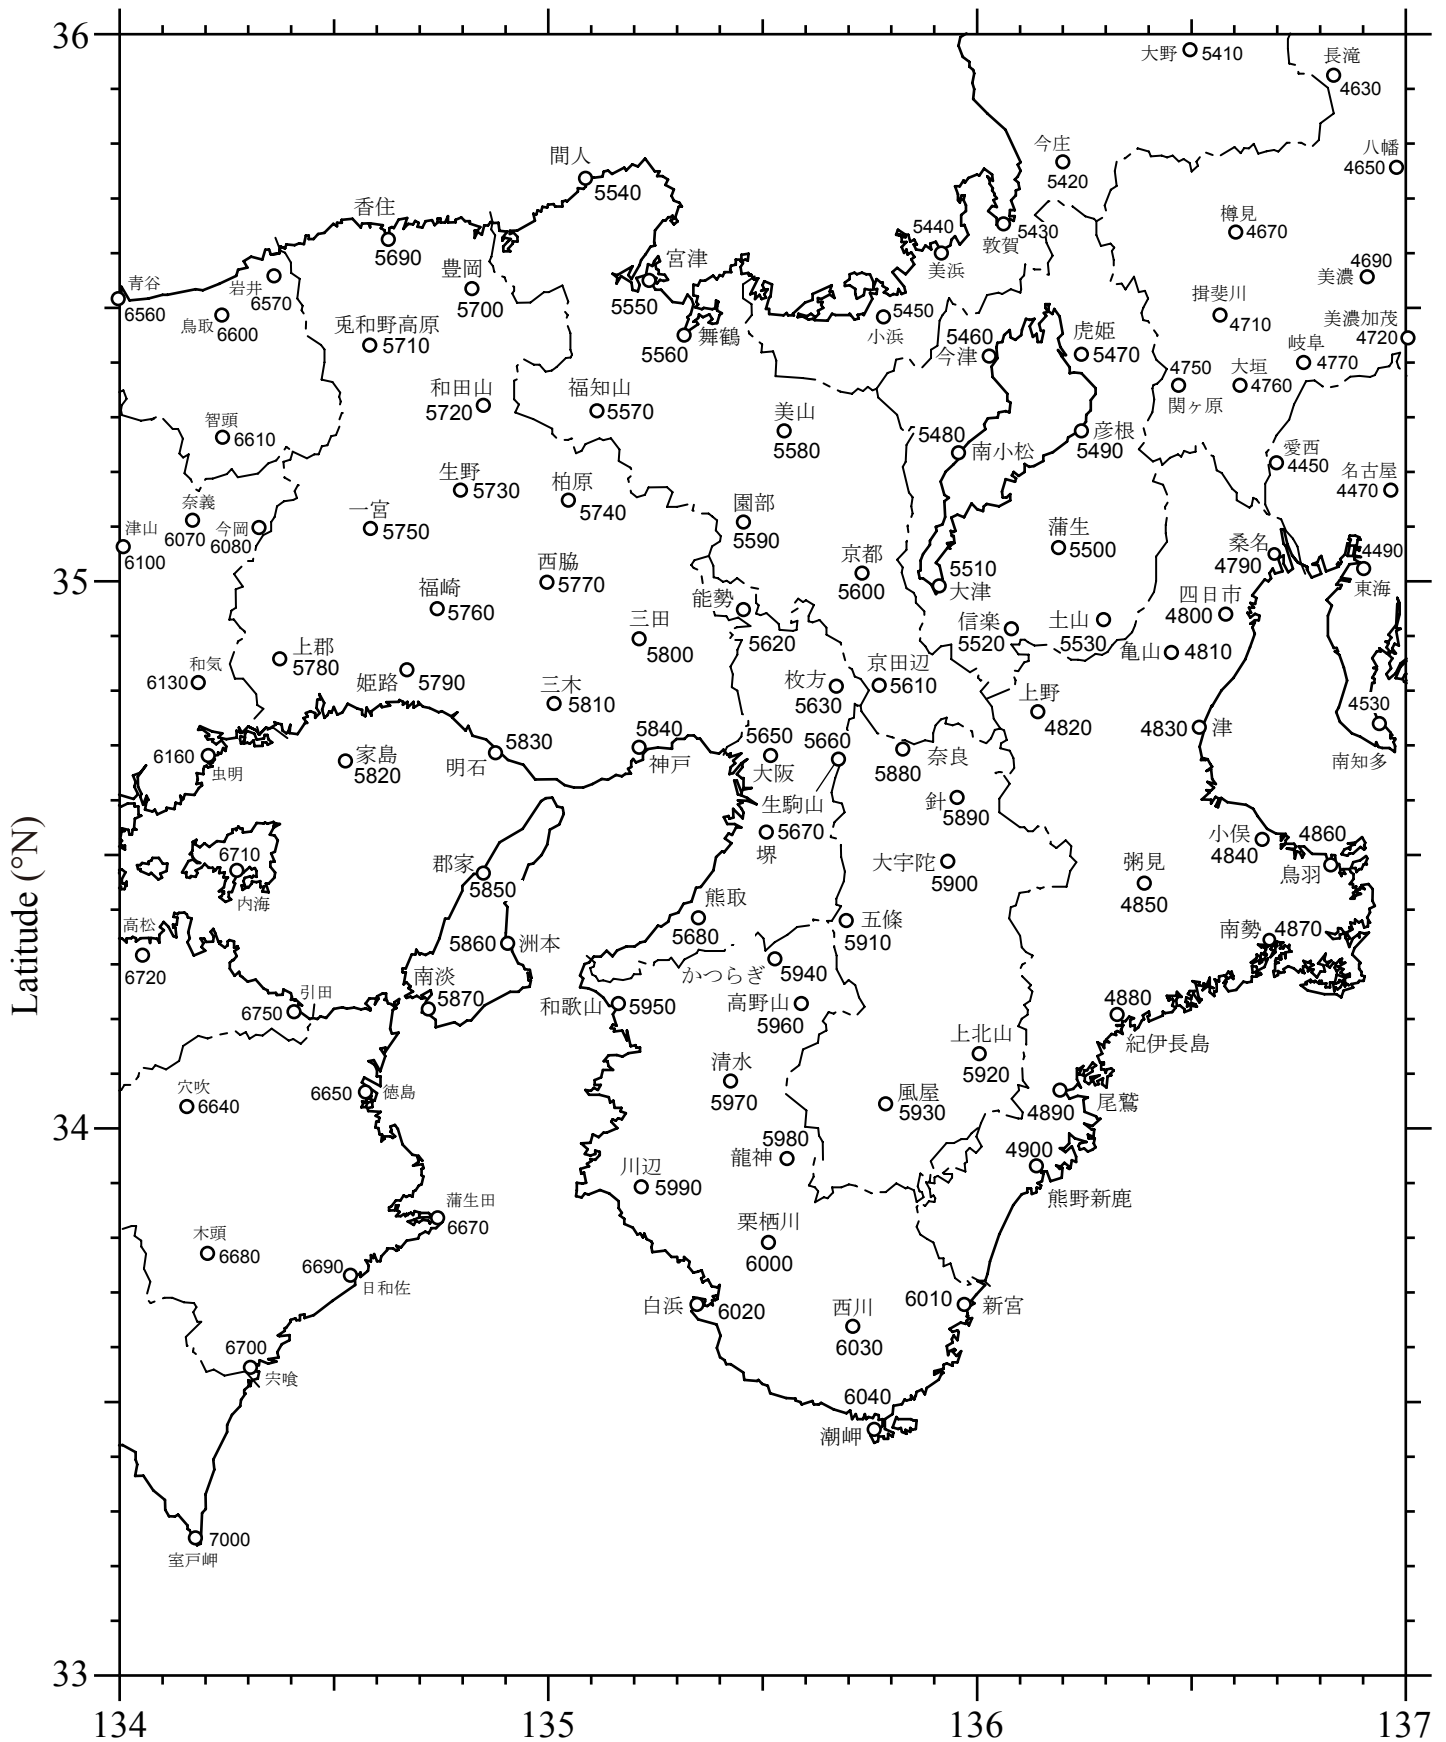 36
大野 5410
長滝
4630
今庄
5420
八幡
4650
間人
5540
樽見
4670
香住
5690
5440
美浜
5430
敦賀
4690
美濃
宮津
5550
豊岡
5700
青谷
6560
岩井
6570
鳥取
6600
兎和野高原
5710
5560
舞鶴
5450
小浜
5460
今津
虎姫
5470
揖斐川
4710
美濃加茂
4720
岐阜
4770
4750
関ヶ原
大垣
4760
和田山
5720
福知山
5570
美山
5580
智頭
6610
5480
南小松
彦根
5490
愛西
4450
名古屋
4470
生野
5730
柏原
5740
奈義
6070
今岡
6080
津山
6100
一宮
5750
園部
5590
蒲生
5500
桑名
4790
4490
東海
京都
5600
5510
大津
35
西脇
5770
福崎
5760
能勢
5620
三田
5800
信楽
5520
土山
5530
四日市
4800
亀山 4810
上郡
5780
和気
6130
姫路
5790
三木
5810
枚方
5630
京田辺
5610
上野
4820
4830 津
4530
南知多
6160
虫明
家島
5820
5830
明石
5840
神戸
5650
大阪
5660
生駒山
5880
奈良
針
5890
5670
堺
小俣
4840
4860
鳥羽
6710
内海
郡家
5850
大宇陀
5900
粥見
4850
高松
6720
熊取
5680
五條
5910
南勢
4870
5860 洲本
かつらぎ
5940
南淡
5870
引田
6750
和歌山 5950
高野山
5960
4880
紀伊長島
上北山
5920
清水
5970
穴吹
6640
6650 徳島
風屋
5930
4890
尾鷲
34
5980
龍神
4900
熊野新鹿
川辺
5990
蒲生田
6670
木頭
6680
栗栖川
6000
6690
日和佐
白浜 6020
西川
6030
6010 新宮
6700
宍喰
6040
潮岬
7000
室戸岬
33
134
135
136
137
Latitude (°N)